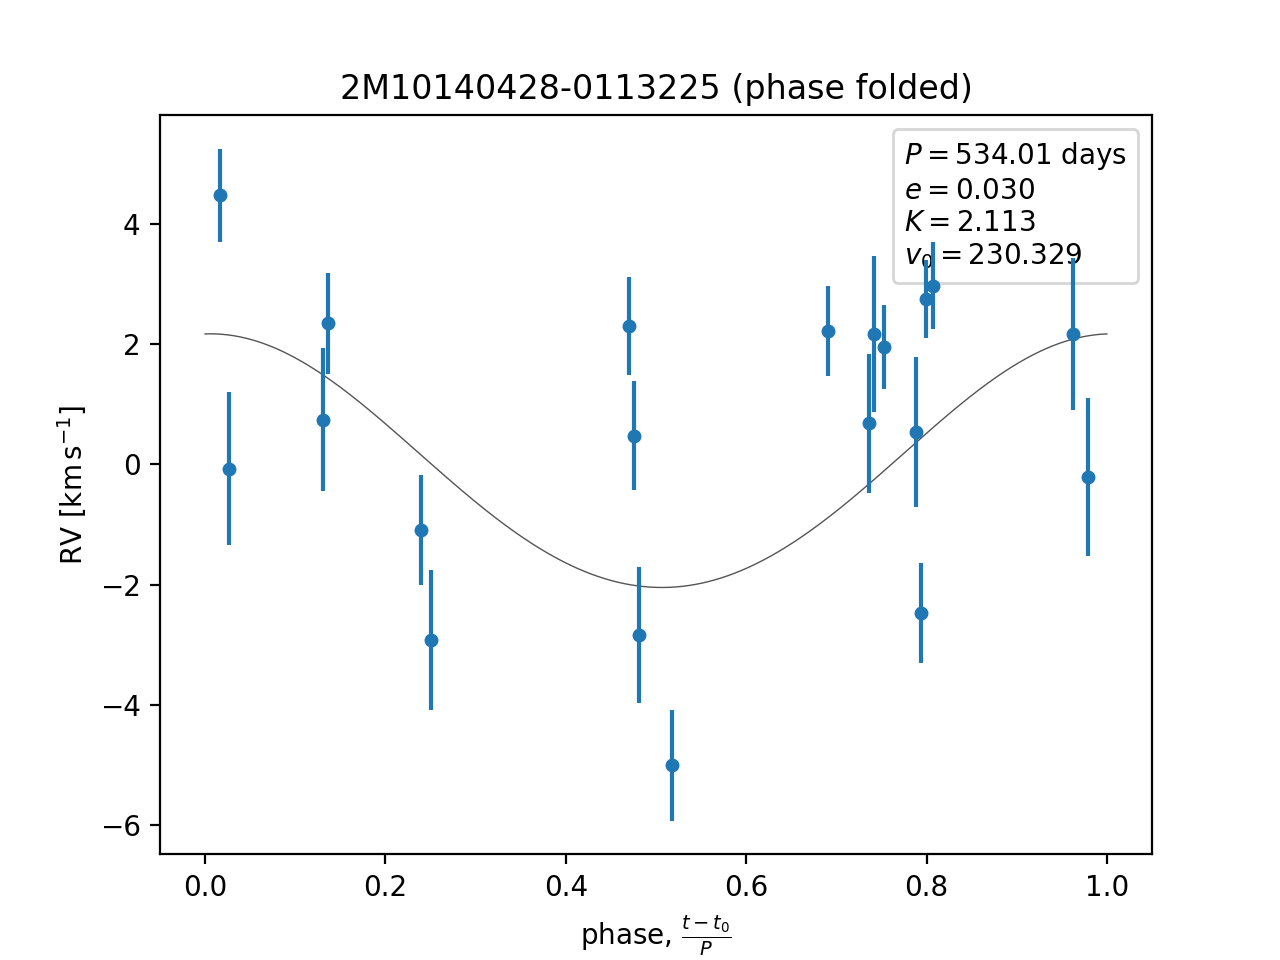 2M10140428-0113225 (phase folded)
P = 534.01 days
e = 0.030
K = 2.113
v₀ = 230.329
4
2
0
−2
−4
−6
RV [km s⁻¹]
0.0 0.2 0.4 0.6 0.8 1.0
phase, (t − t₀)/P